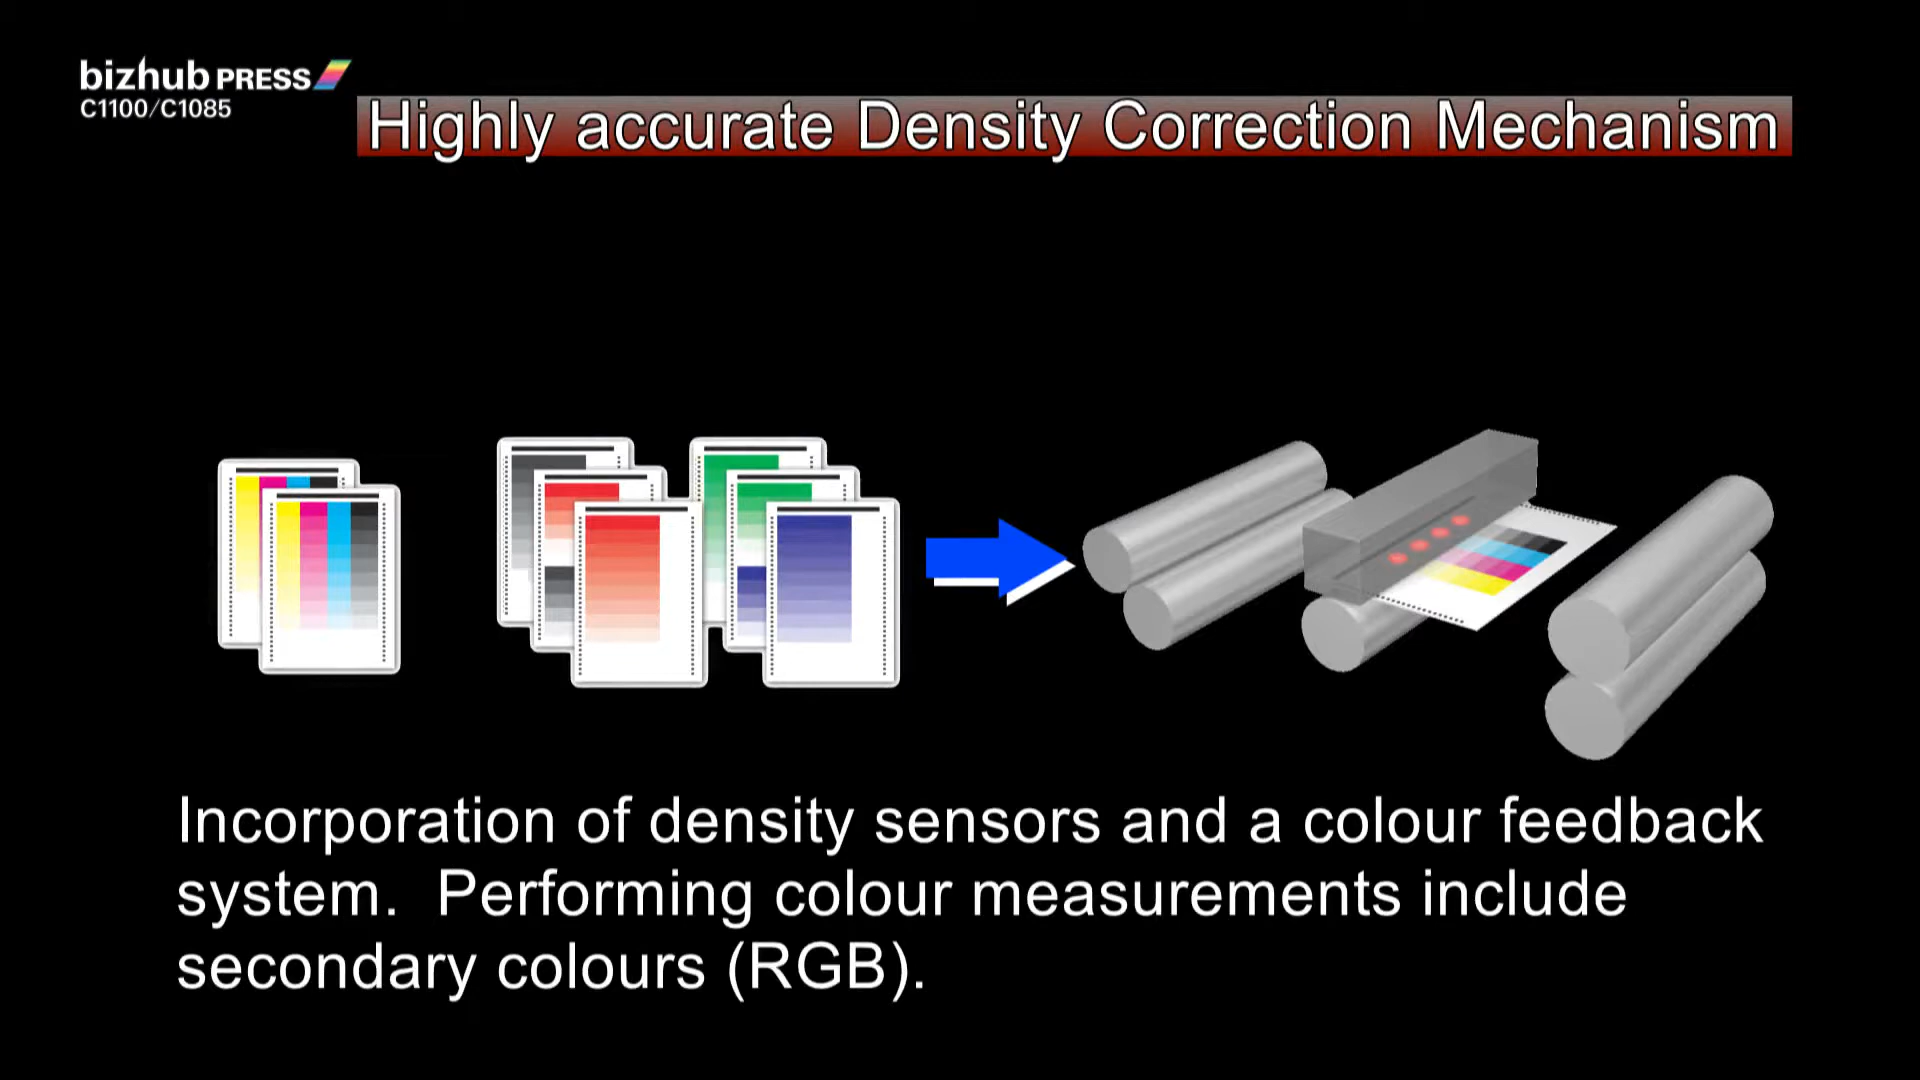 bizhub PRESS
C1100/C1085
Highly accurate Density Correction Mechanism
Incorporation of density sensors and a colour feedback
system.  Performing colour measurements include
secondary colours (RGB).